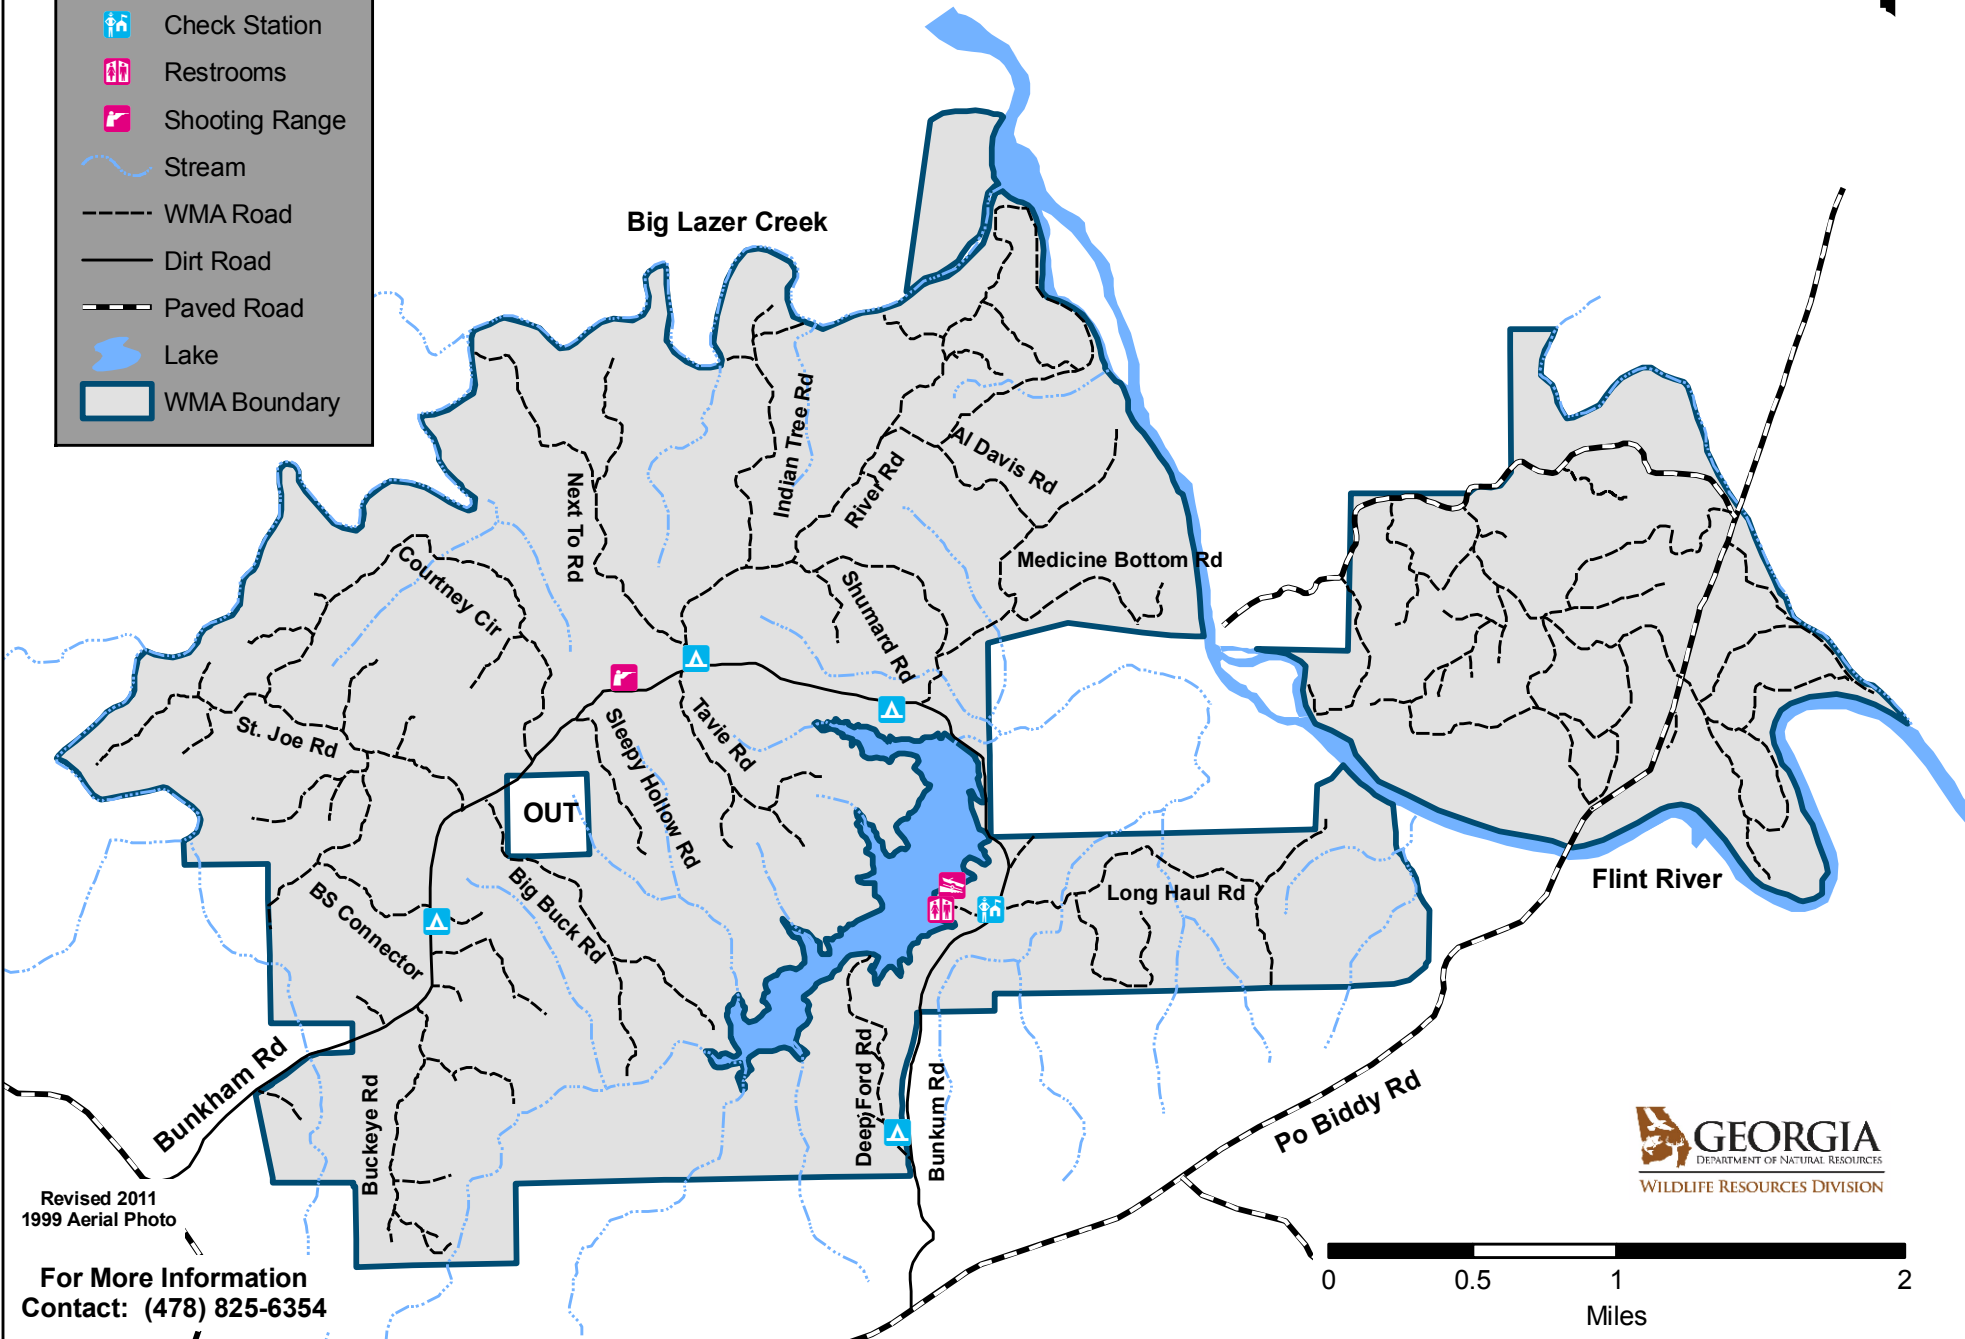 Check Station
Restrooms
Shooting Range
Stream
WMA Road
Dirt Road
Paved Road
Lake
WMA Boundary
Big Lazer Creek
Indian Tree Rd
River Rd
Al Davis Rd
Next To Rd
Medicine Bottom Rd
Courtney Cir
Shumard Rd
St. Joe Rd
Sleepy Hollow Rd
Tavie Rd
OUT
Big Buck Rd
BS Connector
Long Haul Rd
Flint River
Bunkham Rd
Buckeye Rd
Deep Ford Rd
Bunkum Rd
Po Biddy Rd
GEORGIA
DEPARTMENT OF NATURAL RESOURCES
WILDLIFE RESOURCES DIVISION
Revised 2011
1999 Aerial Photo
For More Information
Contact: (478) 825-6354
0 0.5 1 2
Miles